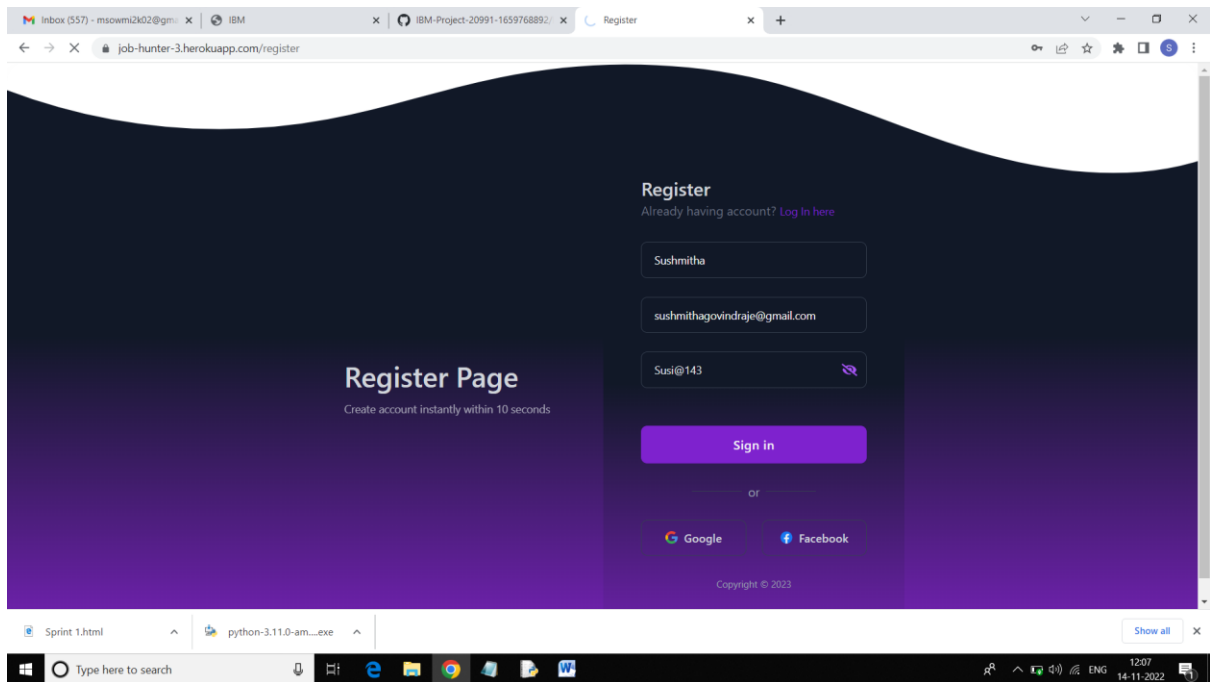 Inbox (557) - msowmi2k02@gma
IBM
IBM-Project-20991-1659768892/
Register
job-hunter-3.herokuapp.com/register
S
Register
Already having account? Log In here
Sushmitha
sushmithagovindraje@gmail.com
Susi@143
Register Page
Create account instantly within 10 seconds
Sign in
or
Google
Facebook
Copyright © 2023
Sprint 1.html
python-3.11.0-am....exe
Show all
Type here to search
ENG
12:07
14-11-2022
1